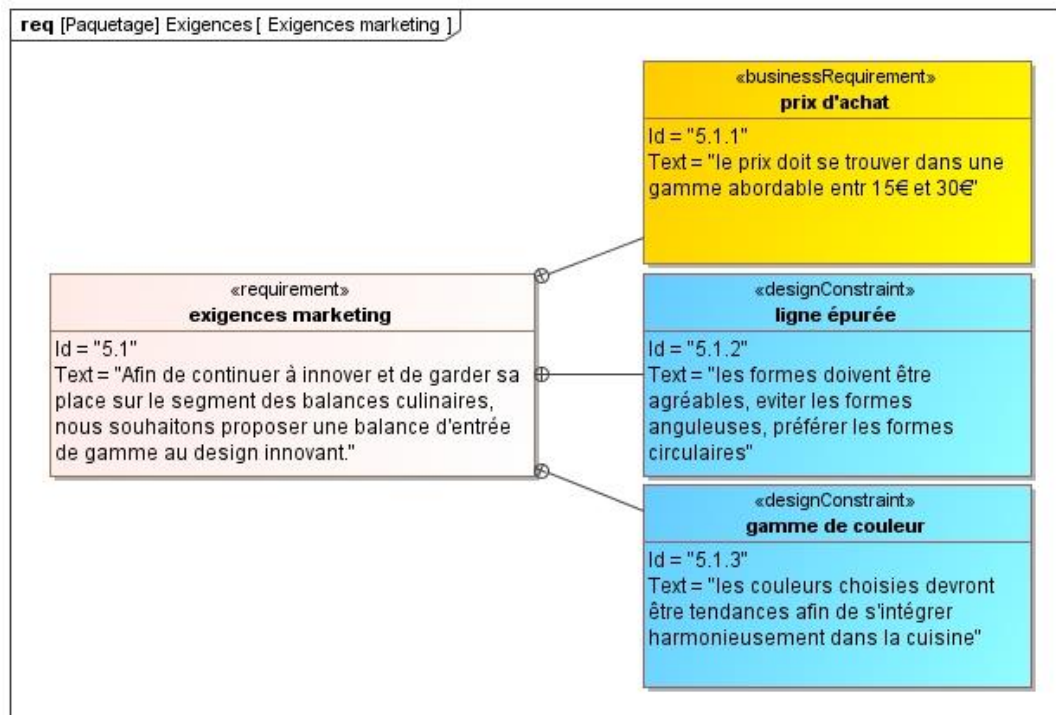 req [Paquetage] Exigences [ Exigences marketing ]
«businessRequirement»
prix d'achat
Id = "5.1.1"
Text = "le prix doit se trouver dans une
gamme abordable entr 15€ et 30€"
«requirement»
exigences marketing
Id = "5.1"
Text = "Afin de continuer à innover et de garder sa
place sur le segment des balances culinaires,
nous souhaitons proposer une balance d'entrée
de gamme au design innovant."
«designConstraint»
ligne épurée
Id = "5.1.2"
Text = "les formes doivent être
agréables, eviter les formes
anguleuses, préférer les formes
circulaires"
«designConstraint»
gamme de couleur
Id = "5.1.3"
Text = "les couleurs choisies devront
être tendances afin de s'intégrer
harmonieusement dans la cuisine"